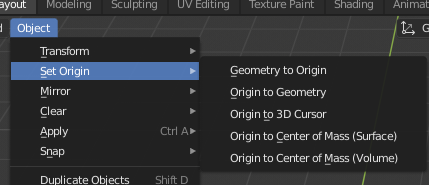 Layout Modeling Sculpting UV Editing Texture Paint Shading Animat
Object
Transform
Set Origin
Mirror
Clear
Apply Ctrl A
Snap
Duplicate Objects Shift D
Geometry to Origin
Origin to Geometry
Origin to 3D Cursor
Origin to Center of Mass (Surface)
Origin to Center of Mass (Volume)